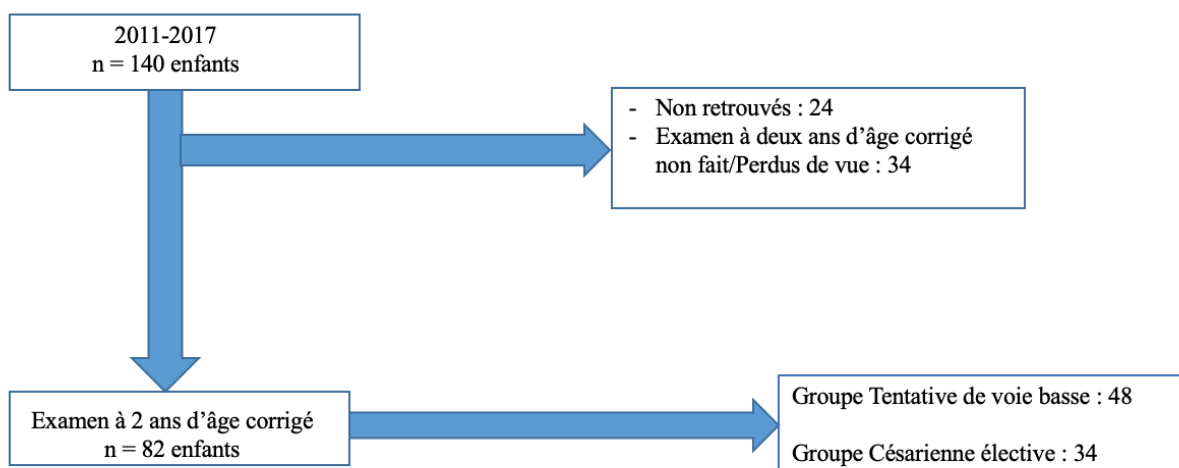 2011-2017
n = 140 enfants
- Non retrouvés : 24
- Examen à deux ans d’âge corrigé
non fait/Perdus de vue : 34
Examen à 2 ans d’âge corrigé
n = 82 enfants
Groupe Tentative de voie basse : 48
Groupe Césarienne élective : 34